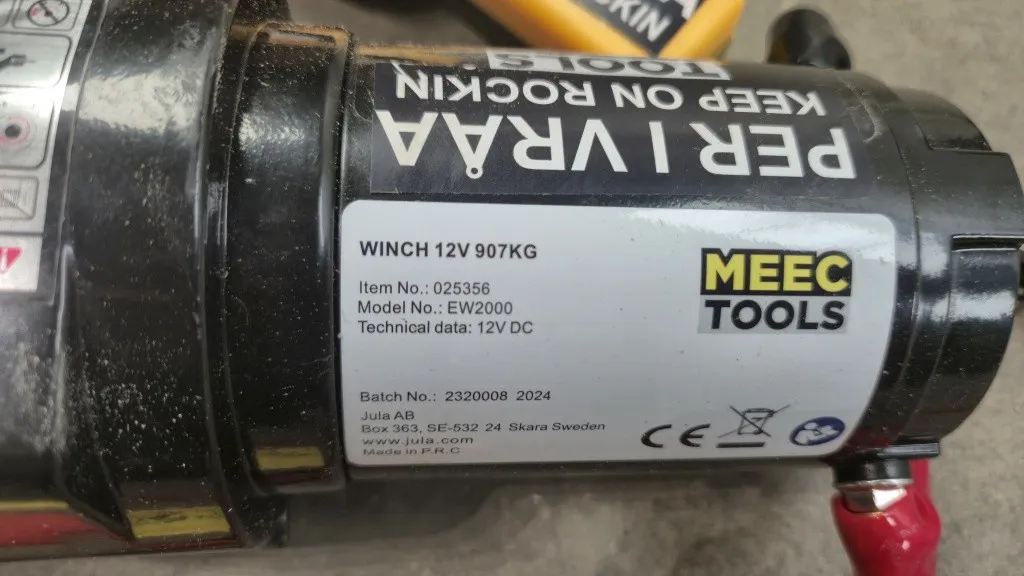 WINCH 12V 907KG
Item No.: 025356
Model No.: EW2000
Technical data: 12V DC
MEEC
TOOLS
Batch No.: 2320008 2024
Jula AB
Box 363, SE-532 24 Skara Sweden
www.jula.com
Made in P.R.C
CE
PER I VRÅA
KEEP ON ROCKIN
TOOLS